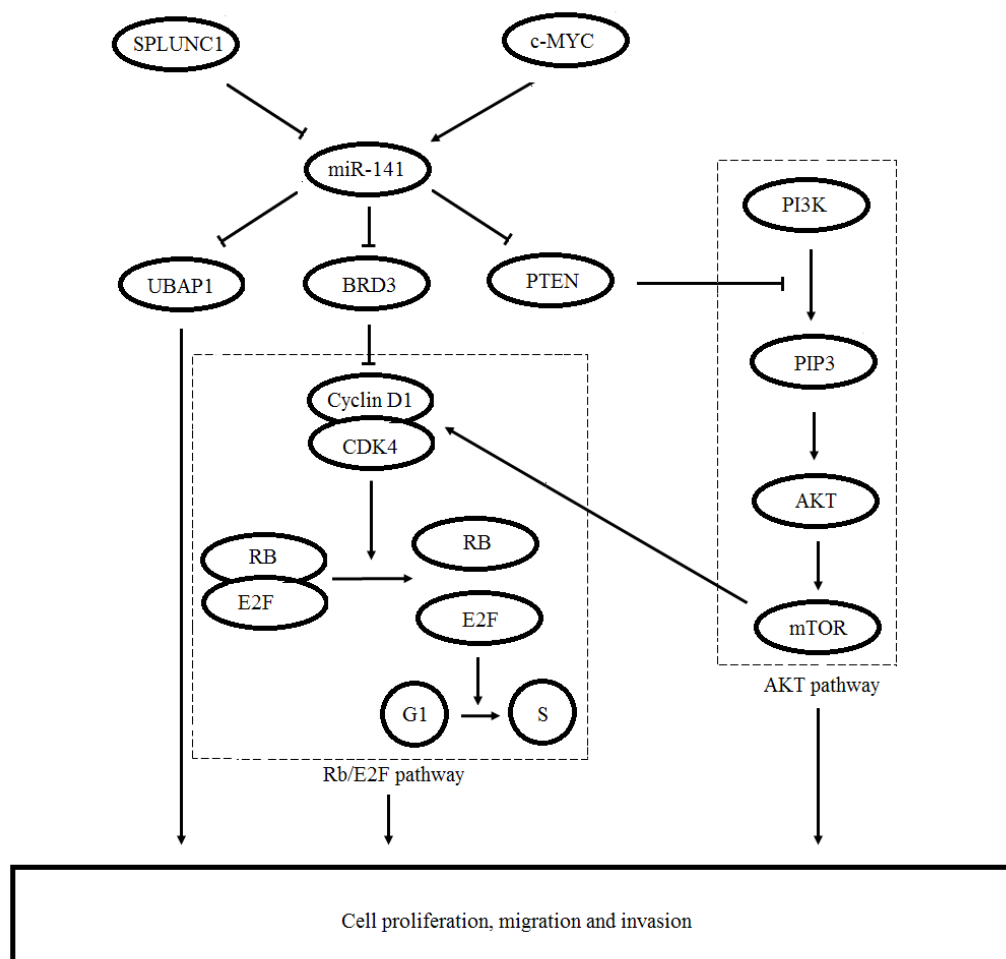 SPLUNC1
c-MYC
miR-141
PI3K
UBAP1
BRD3
PTEN
PIP3
Cyclin D1
CDK4
AKT
RB
RB
E2F
E2F
mTOR
AKT pathway
G1
S
Rb/E2F pathway
Cell proliferation, migration and invasion